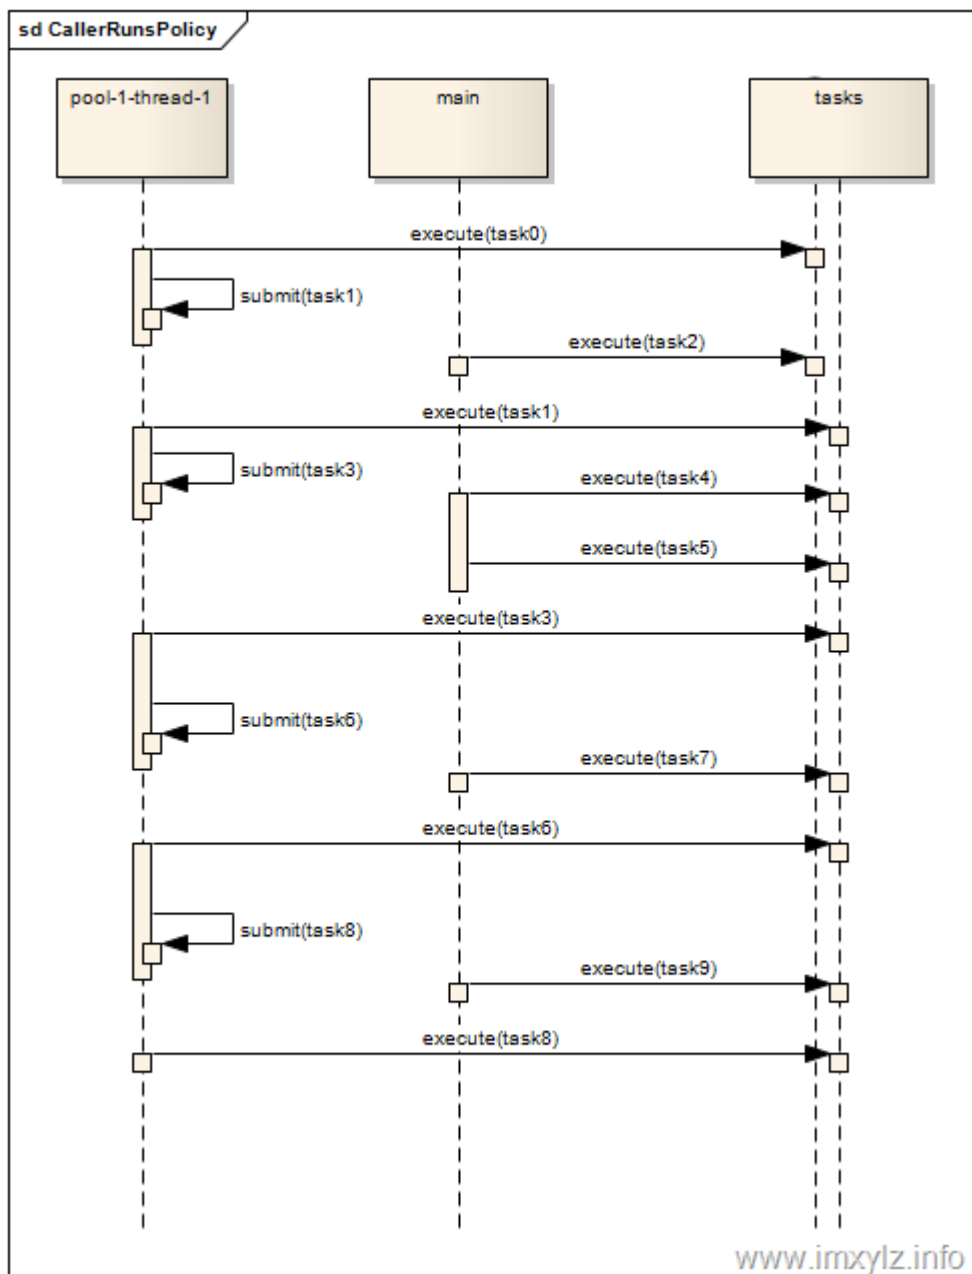 sd CallerRunsPolicy
pool-1-thread-1
main
tasks
execute(task0)
submit(task1)
execute(task2)
execute(task1)
submit(task3)
execute(task4)
execute(task5)
execute(task3)
submit(task6)
execute(task7)
execute(task6)
submit(task8)
execute(task9)
execute(task8)
www.imxylz.info